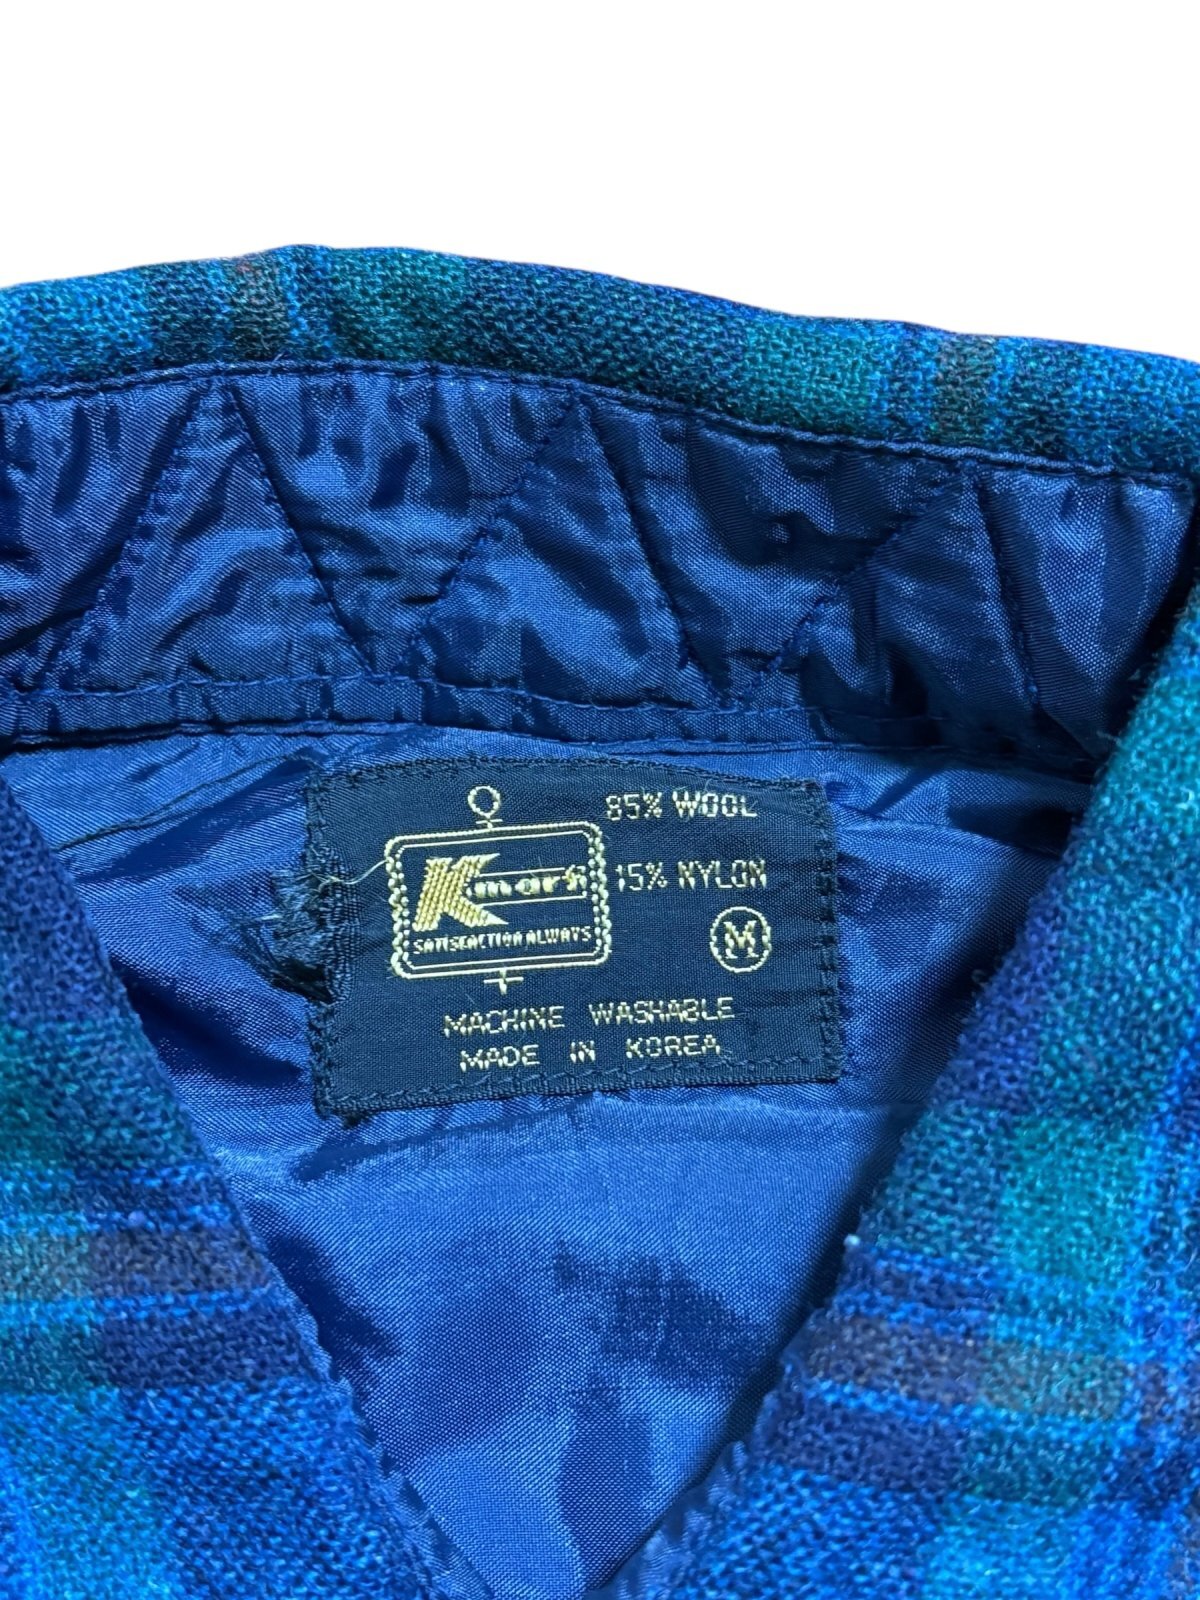 85% WOOL
Kmart
15% NYLON
SATISFACTION ALWAYS
M
MACHINE WASHABLE
MADE IN KOREA